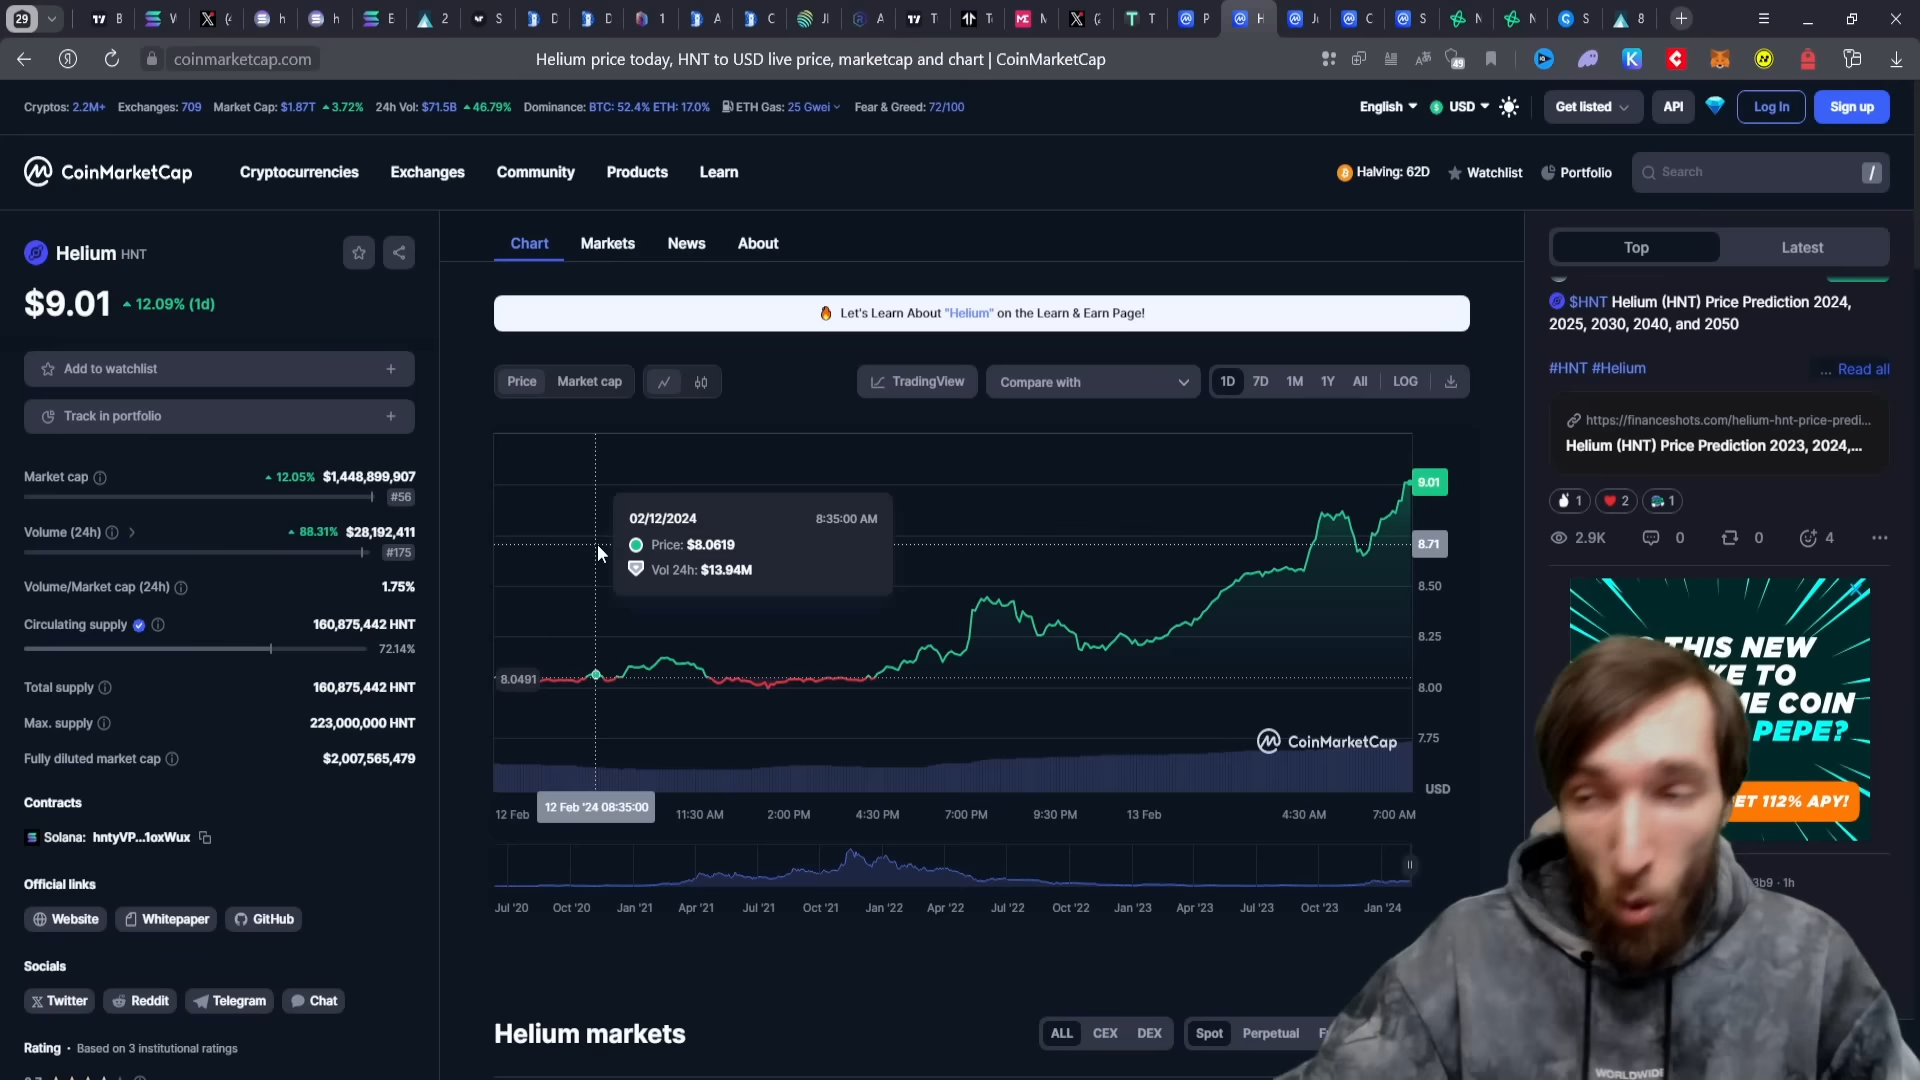 29
coinmarketcap.com
Helium price today, HNT to USD live price, marketcap and chart | CoinMarketCap
49
Cryptos: 2.2M+ Exchanges: 709 Market Cap: $1.87T 3.72% 24h Vol: $71.5B 46.79% Dominance: BTC: 52.4% ETH: 17.0% ETH Gas: 25 Gwei Fear & Greed: 72/100
English USD Get listed API Log In Sign up
CoinMarketCap Cryptocurrencies Exchanges Community Products Learn
Halving: 62D Watchlist Portfolio Search /
Helium HNT
$9.01 12.09% (1d)
Add to watchlist +
Track in portfolio +
Market cap 12.05% $1,448,899,907
#56
Volume (24h) 88.31% $28,192,411
#175
Volume/Market cap (24h) 1.75%
Circulating supply 160,875,442 HNT
72.14%
Total supply 160,875,442 HNT
Max. supply 223,000,000 HNT
Fully diluted market cap $2,007,565,479
Contracts
Solana: hntyVP...1oxWux
Official links
Website Whitepaper GitHub
Socials
Twitter Reddit Telegram Chat
Rating • Based on 3 institutional ratings
Chart Markets News About
Let's Learn About "Helium" on the Learn & Earn Page!
Price Market cap TradingView Compare with 1D 7D 1M 1Y All LOG
9.01
02/12/2024 8:35:00 AM
Price: $8.0619
Vol 24h: $13.94M
8.71
8.50
8.25
8.0491
8.00
7.75
CoinMarketCap
USD
12 Feb 12 Feb '24 08:35:00 11:30 AM 2:00 PM 4:30 PM 7:00 PM 9:30 PM 13 Feb 4:30 AM 7:00 AM
Jul '20 Oct '20 Jan '21 Apr '21 Jul '21 Oct '21 Jan '22 Apr '22 Jul '22 Oct '22 Jan '23 Apr '23 Jul '23 Oct '23 Jan '24
Helium markets ALL CEX DEX Spot Perpetual
Top Latest
$HNT Helium (HNT) Price Prediction 2024,
2025, 2030, 2040, and 2050
#HNT #Helium ... Read all
https://financeshots.com/helium-hnt-price-predi...
Helium (HNT) Price Prediction 2023, 2024,...
1 2 1
2.9K 0 0 4
THIS NEW
KE TO
ME COIN
PEPE?
ET 112% APY!
3b9 · 1h
WORLDWIDE